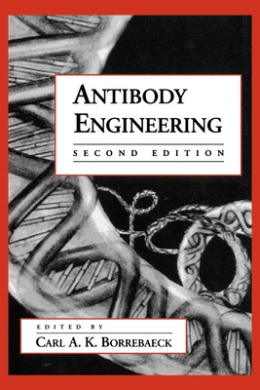 ANTIBODY
ENGINEERING
SECOND EDITION
EDITED BY
CARL A. K. BORREBAECK